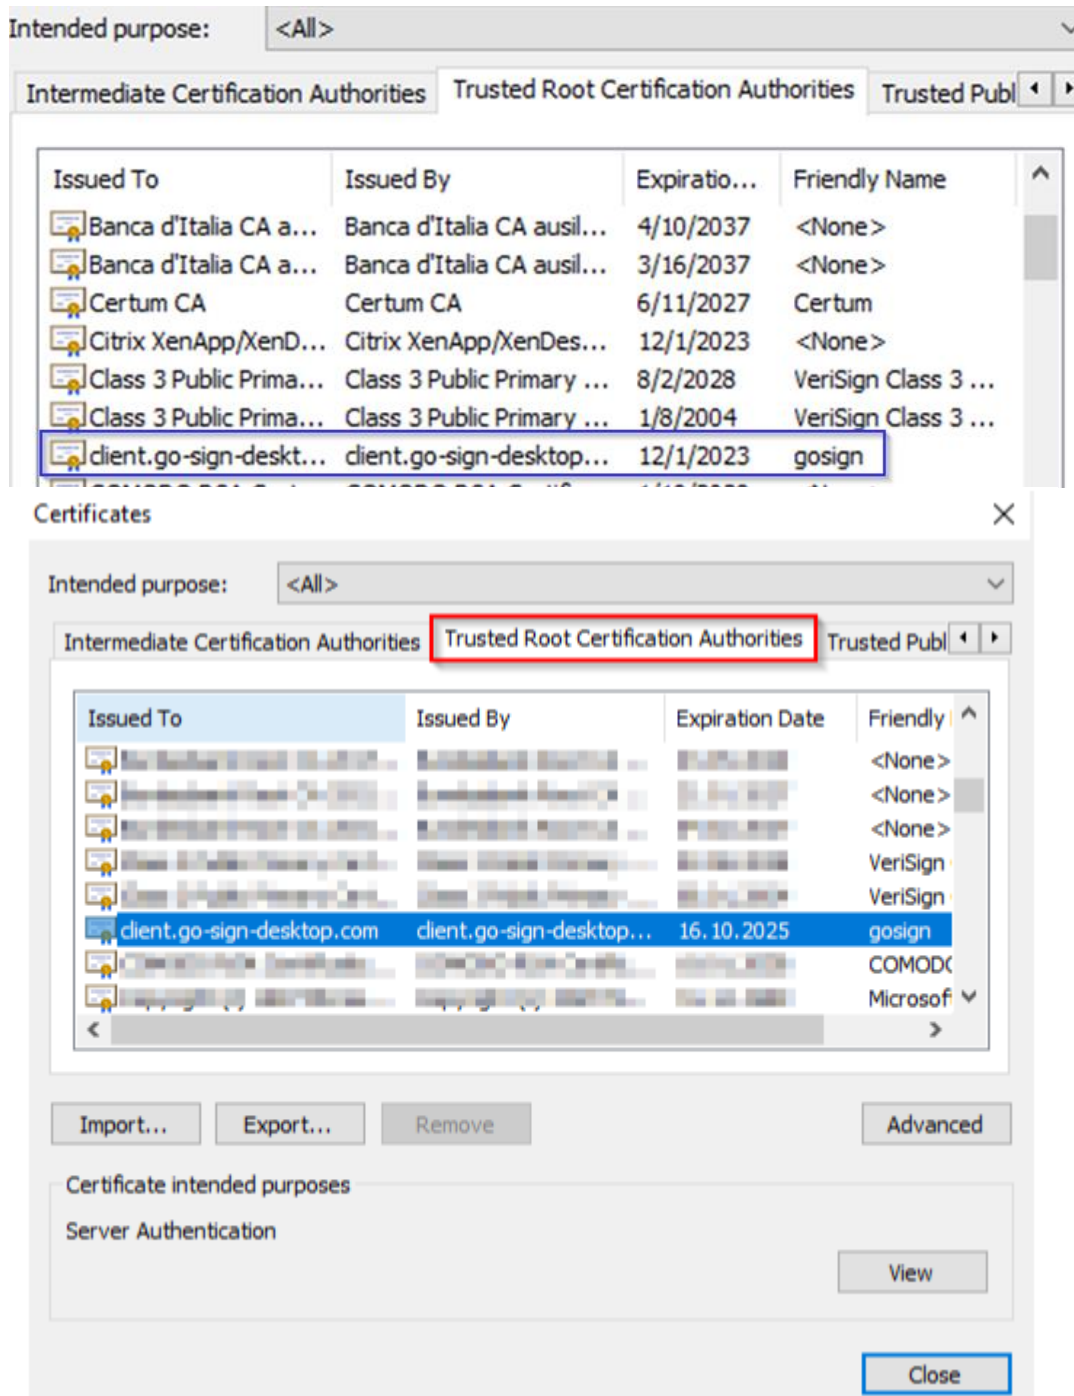 Intended purpose: <All>
Intermediate Certification Authorities Trusted Root Certification Authorities Trusted Publ
Issued To Issued By Expiratio... Friendly Name
Banca d'Italia CA a... Banca d'Italia CA ausil... 4/10/2037 <None>
Banca d'Italia CA a... Banca d'Italia CA ausil... 3/16/2037 <None>
Certum CA Certum CA 6/11/2027 Certum
Citrix XenApp/XenD... Citrix XenApp/XenDes... 12/1/2023 <None>
Class 3 Public Prima... Class 3 Public Primary ... 8/2/2028 VeriSign Class 3 ...
Class 3 Public Prima... Class 3 Public Primary ... 1/8/2004 VeriSign Class 3 ...
client.go-sign-deskt... client.go-sign-desktop... 12/1/2023 gosign
Certificates
Intended purpose: <All>
Intermediate Certification Authorities Trusted Root Certification Authorities Trusted Publ
Issued To Issued By Expiration Date Friendly
<None>
<None>
<None>
VeriSign
VeriSign
client.go-sign-desktop.com client.go-sign-desktop... 16.10.2025 gosign
COMODO
Microsof
Import... Export... Remove Advanced
Certificate intended purposes
Server Authentication
View
Close